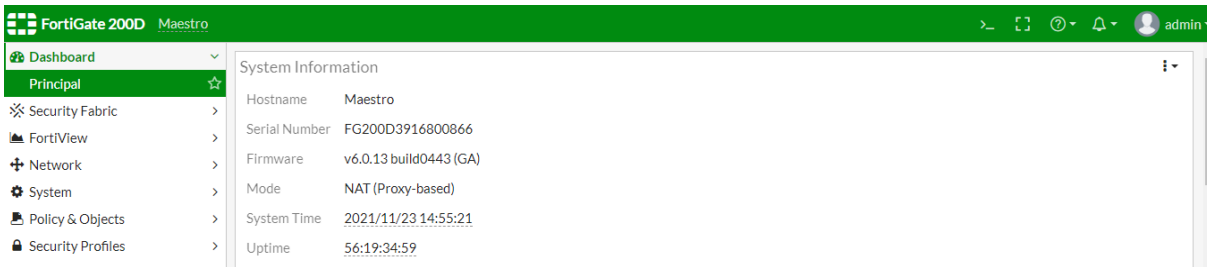 FortiGate 200D Maestro >_ admin
Dashboard
Principal
Security Fabric
FortiView
Network
System
Policy & Objects
Security Profiles
System Information
Hostname Maestro
Serial Number FG200D3916800866
Firmware v6.0.13 build0443 (GA)
Mode NAT (Proxy-based)
System Time 2021/11/23 14:55:21
Uptime 56:19:34:59